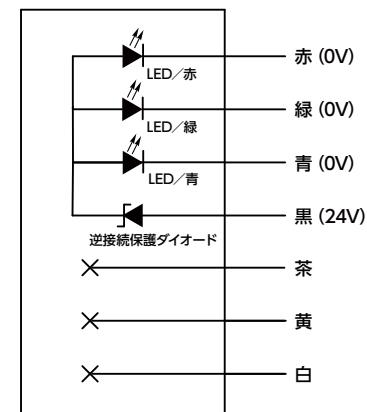 赤 (0V)
LED／赤
緑 (0V)
LED／緑
青 (0V)
LED／青
黒 (24V)
逆接続保護ダイオード
茶
黄
白